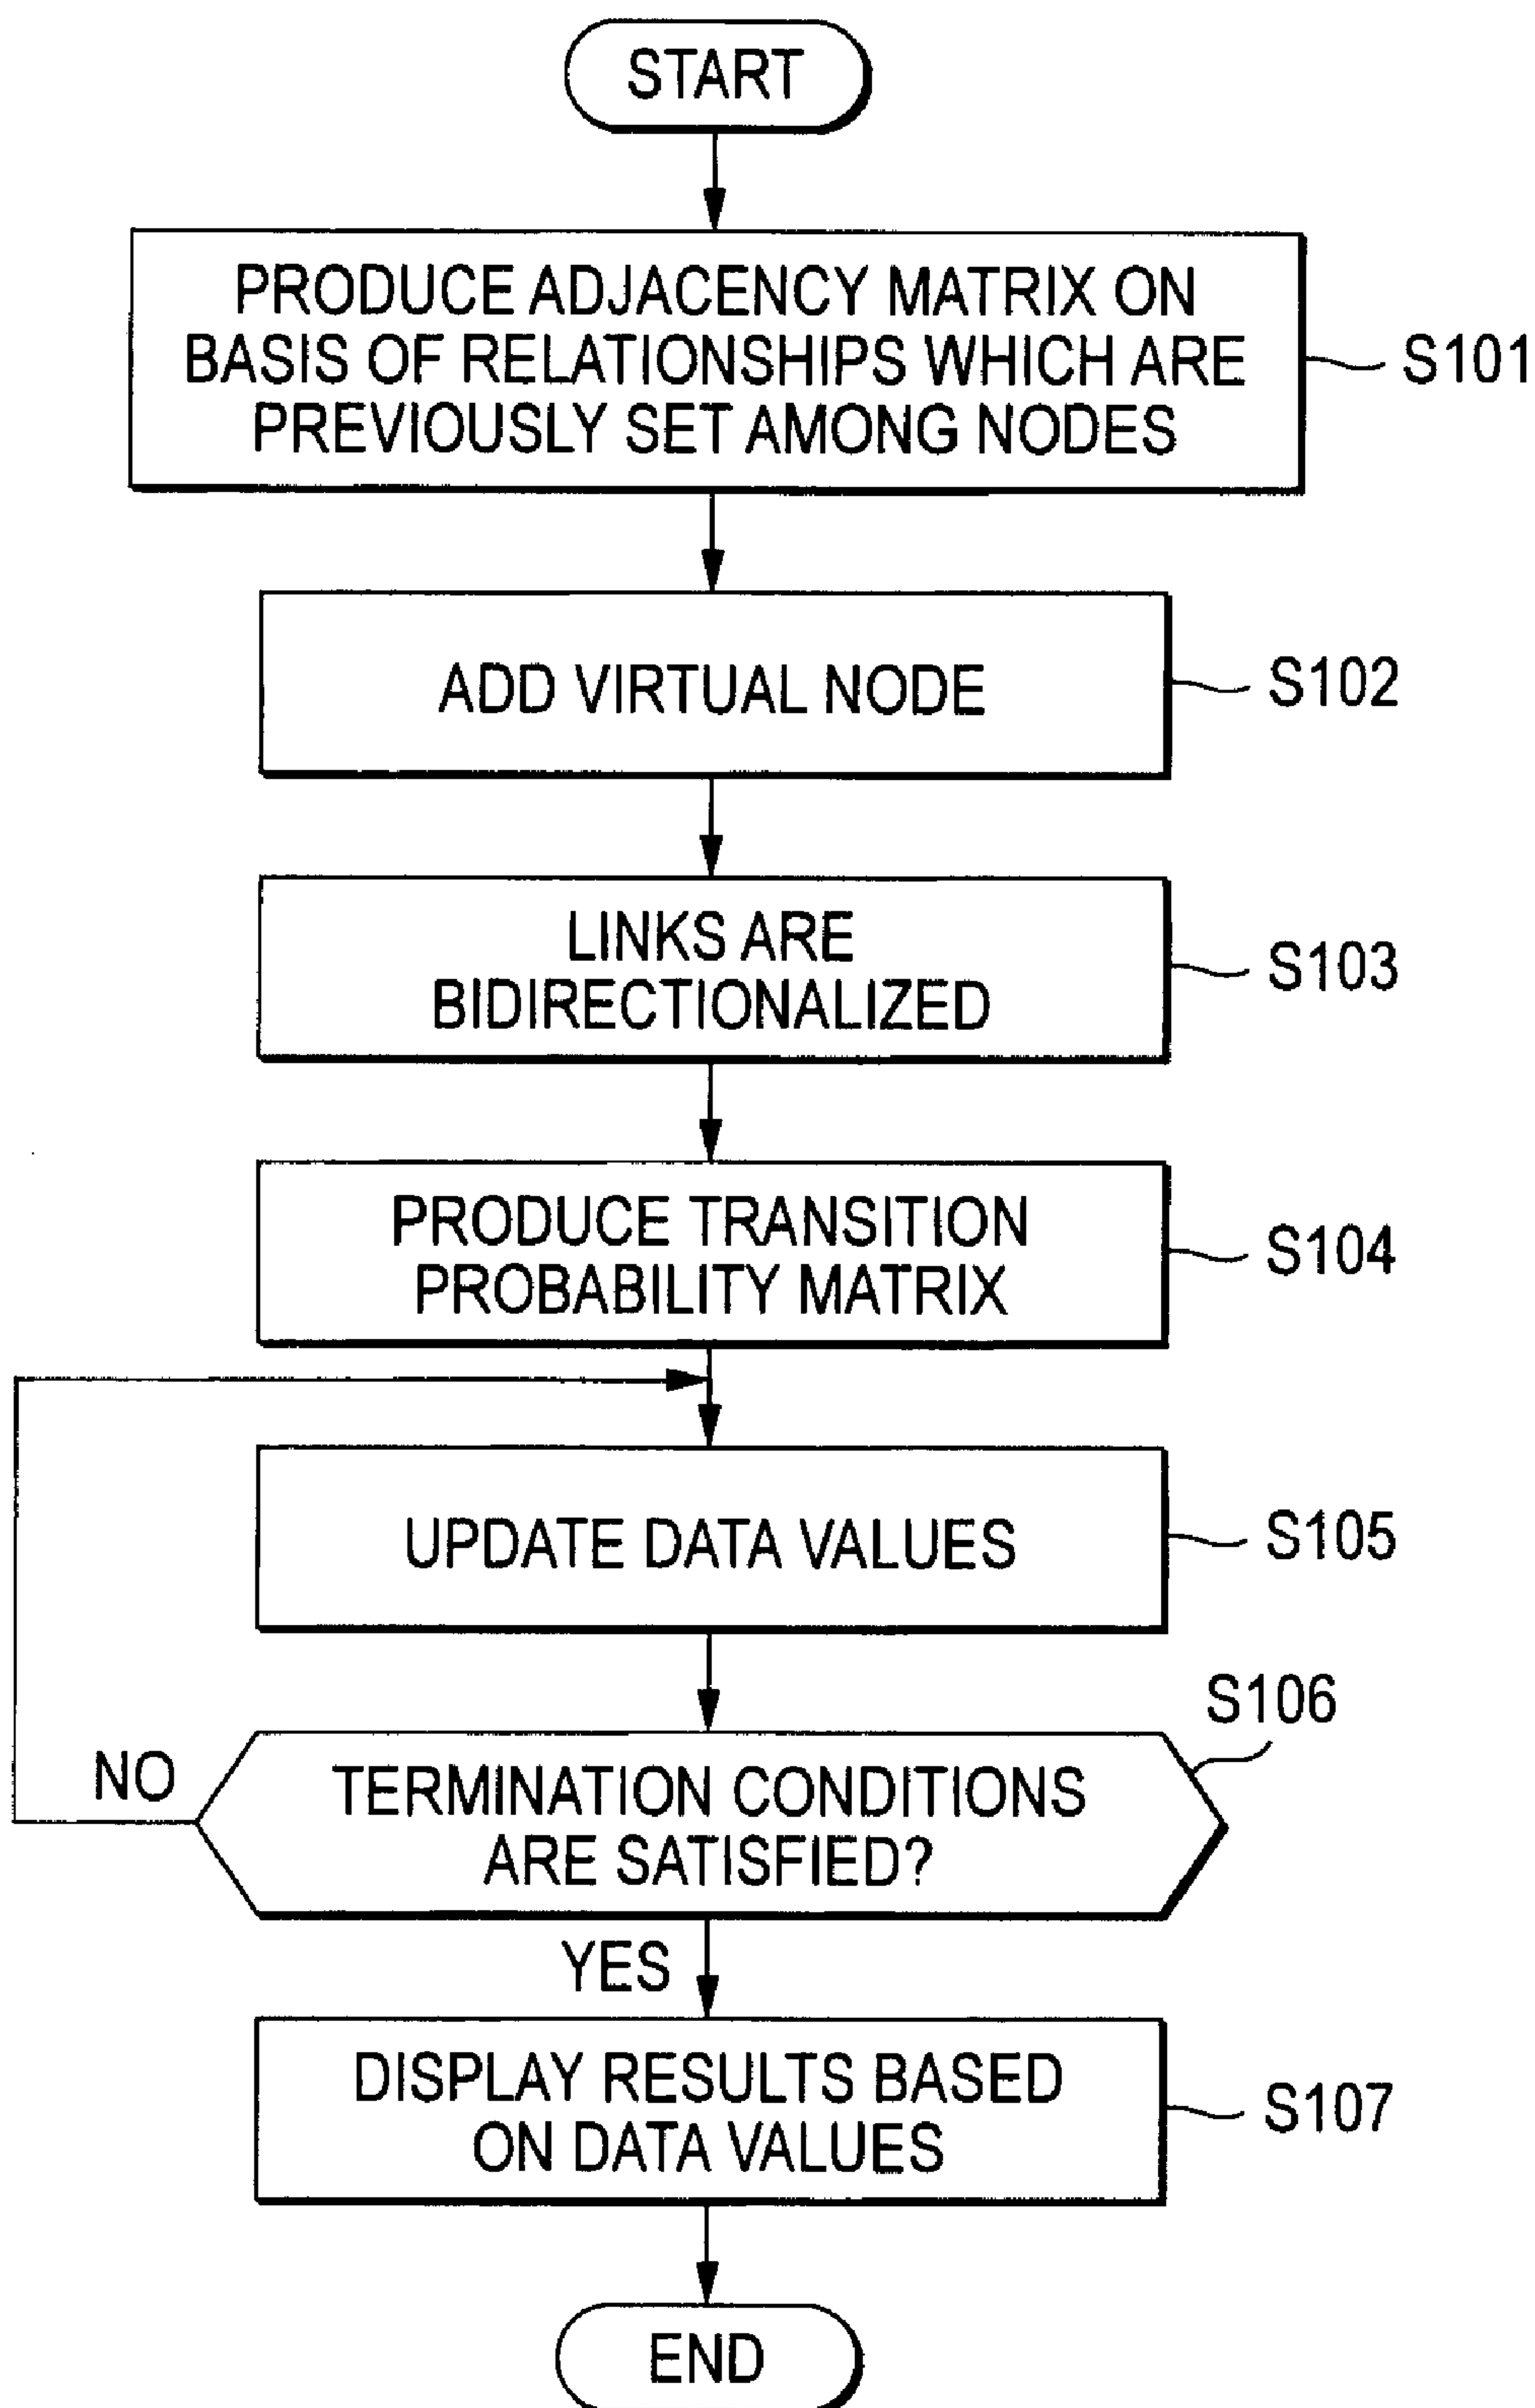 START
PRODUCE ADJACENCY MATRIX ON
BASIS OF RELATIONSHIPS WHICH ARE
PREVIOUSLY SET AMONG NODES
S101
ADD VIRTUAL NODE
S102
LINKS ARE
BIDIRECTIONALIZED
S103
PRODUCE TRANSITION
PROBABILITY MATRIX
S104
UPDATE DATA VALUES
S105
S106
NO
TERMINATION CONDITIONS
ARE SATISFIED?
YES
DISPLAY RESULTS BASED
ON DATA VALUES
S107
END